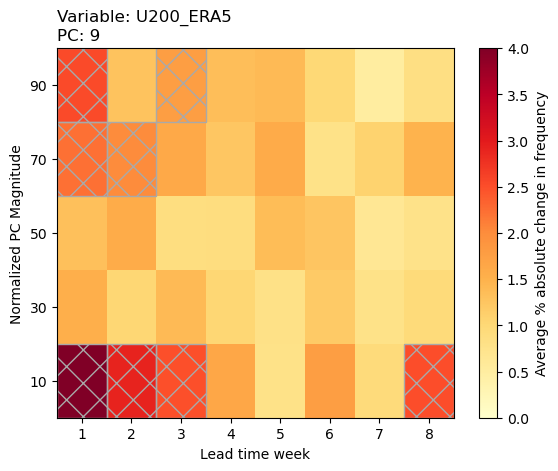 Variable: U200_ERA5
PC: 9
90
70
50
30
10
Normalized PC Magnitude
1 2 3 4 5 6 7 8
Lead time week
4.0
3.5
3.0
2.5
2.0
1.5
1.0
0.5
0.0
Average % absolute change in frequency